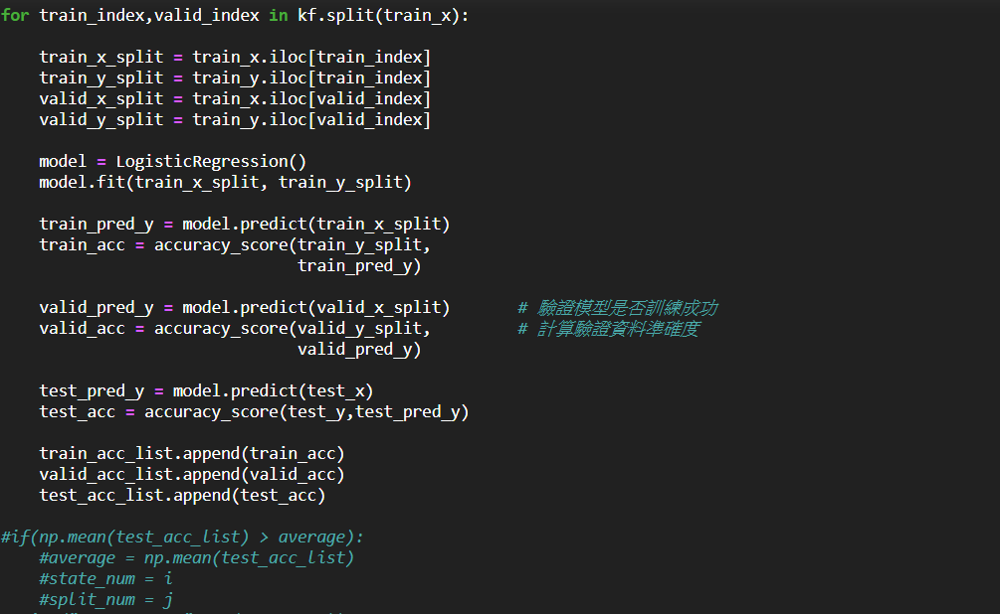 for train_index,valid_index in kf.split(train_x):
train_x_split = train_x.iloc[train_index]
train_y_split = train_y.iloc[train_index]
valid_x_split = train_x.iloc[valid_index]
valid_y_split = train_y.iloc[valid_index]
model = LogisticRegression()
model.fit(train_x_split, train_y_split)
train_pred_y = model.predict(train_x_split)
train_acc = accuracy_score(train_y_split,
train_pred_y)
valid_pred_y = model.predict(valid_x_split) # 驗證模型是否訓練成功
valid_acc = accuracy_score(valid_y_split, # 計算驗證資料準確度
valid_pred_y)
test_pred_y = model.predict(test_x)
test_acc = accuracy_score(test_y,test_pred_y)
train_acc_list.append(train_acc)
valid_acc_list.append(valid_acc)
test_acc_list.append(test_acc)
#if(np.mean(test_acc_list) > average):
#average = np.mean(test_acc_list)
#state_num = i
#split_num = j